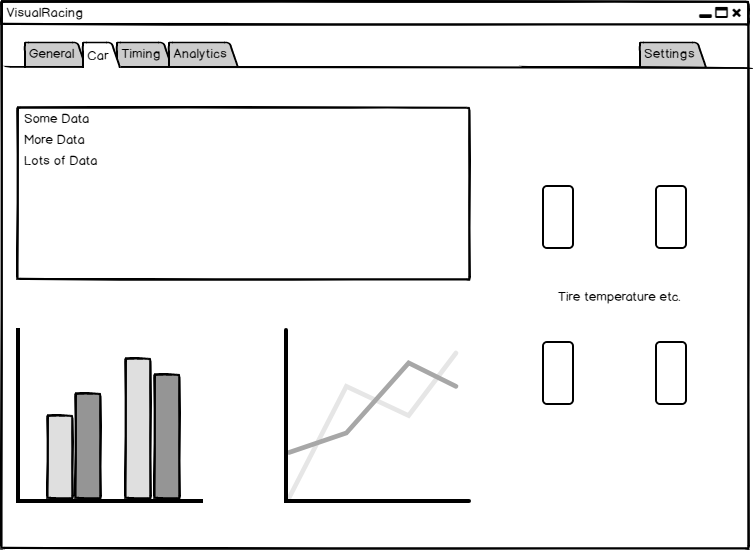 VisualRacing
General Car Timing Analytics Settings
Some Data
More Data
Lots of Data
Tire temperature etc.